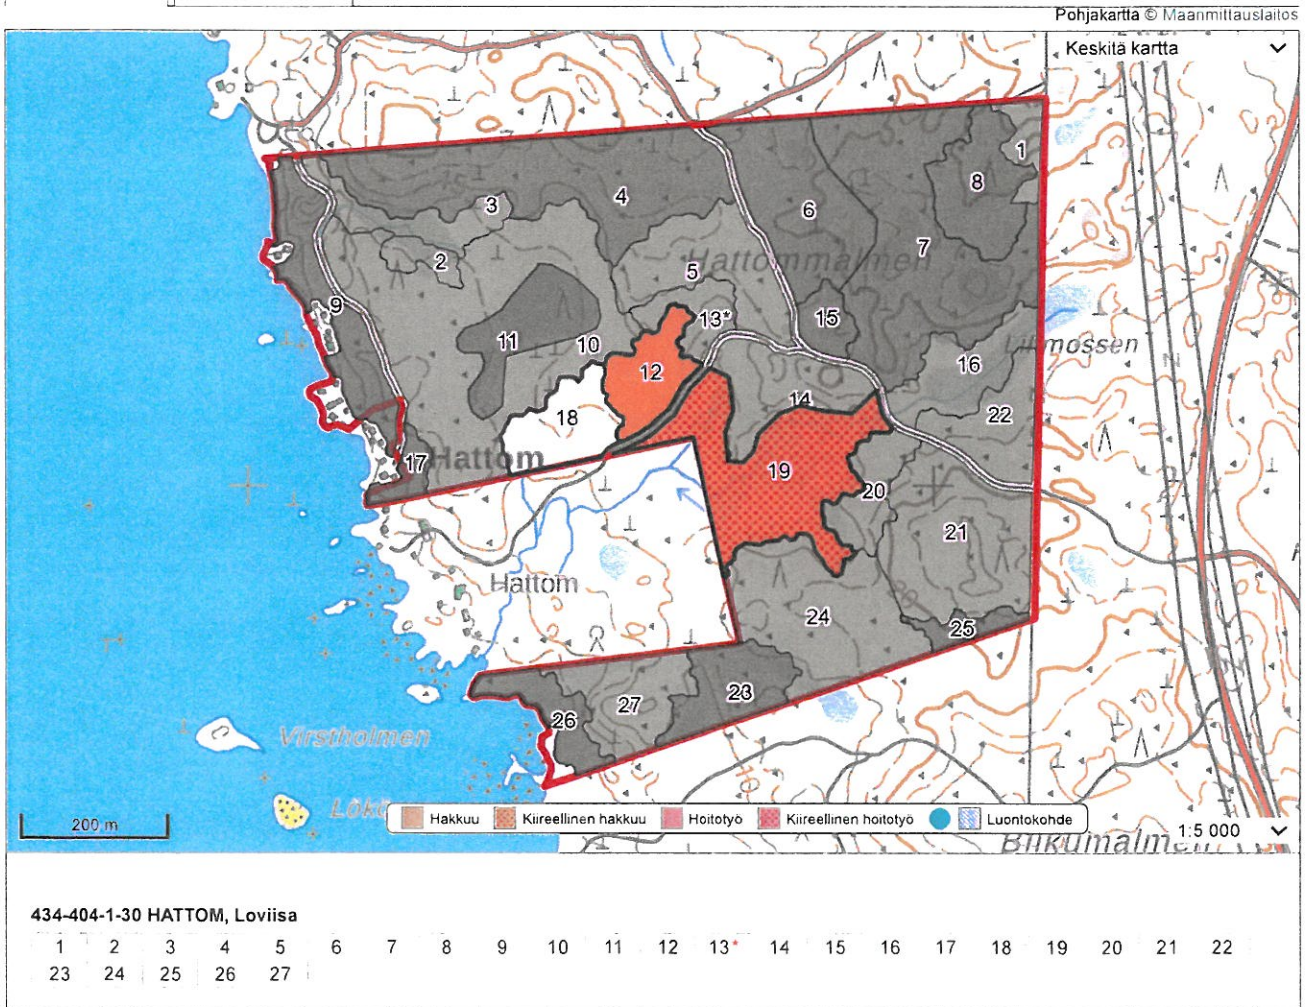 Pohjakartta © Maanmittauslaitos
Keskitä kartta
1
8
3
4
6
7
2
Hattommalmen
5
9
13*
15
11
10
Lillmossen
16
12
14
22
18
Hattom
17
19
20
21
Hattom
24
25
23
27
26
Virstholmen
200 m
Hakkuu
Kiireellinen hakkuu
Hoitotyö
Kiireellinen hoitotyö
Luontokohde
1:5 000
434-404-1-30 HATTOM, Loviisa
1 2 3 4 5 6 7 8 9 10 11 12 13* 14 15 16 17 18 19 20 21 22
23 24 25 26 27